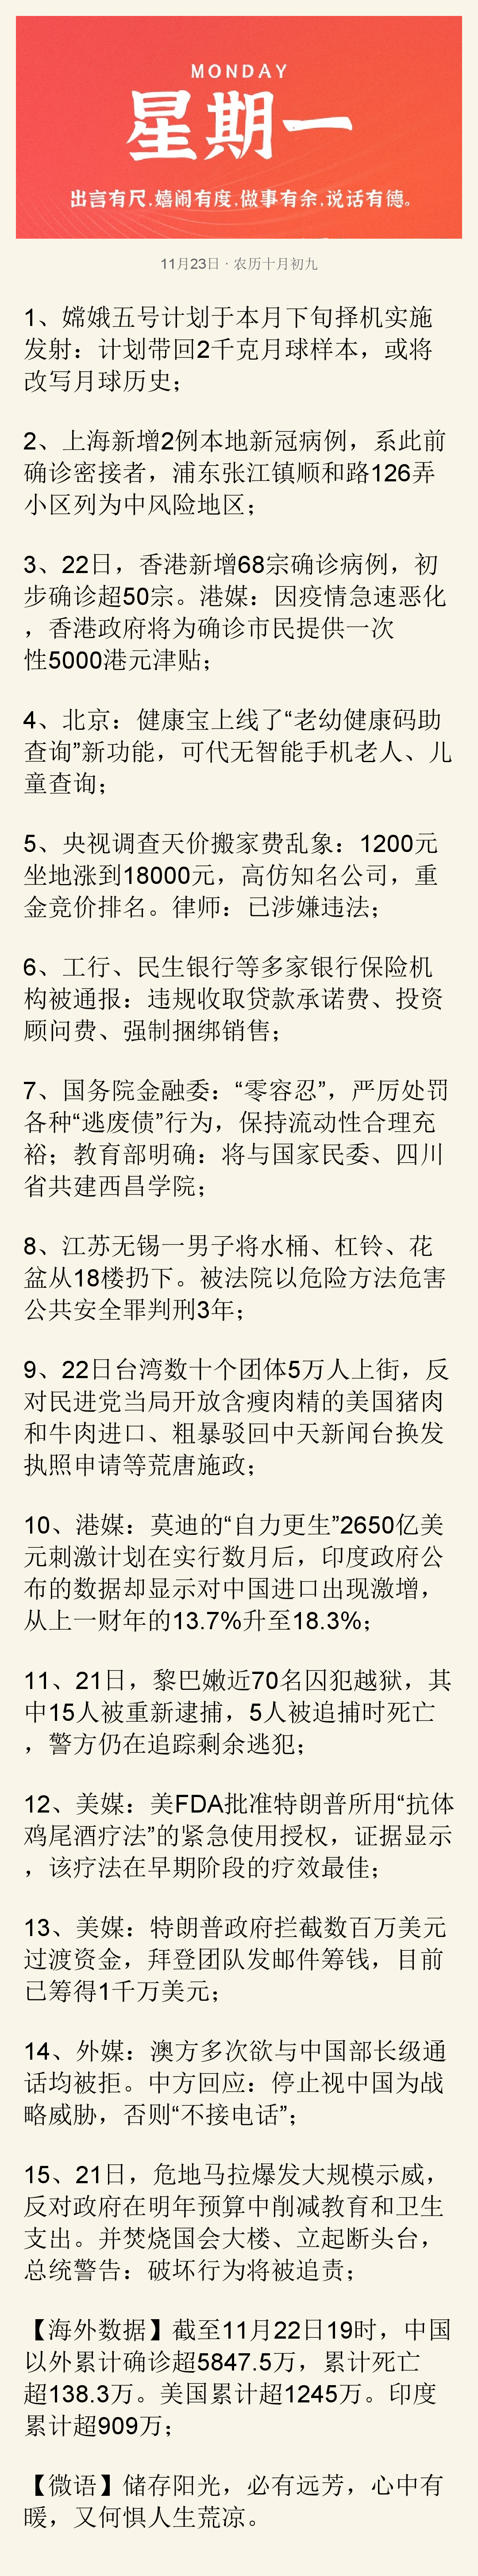 MONDAY
星期一
出言有尺.嬉闹有度.做事有余.说话有德。
11月23日 · 农历十月初九
1、嫦娥五号计划于本月下旬择机实施
发射：计划带回2千克月球样本，或将
改写月球历史；
2、上海新增2例本地新冠病例，系此前
确诊密接者，浦东张江镇顺和路126弄
小区列为中风险地区；
3、22日，香港新增68宗确诊病例，初
步确诊超50宗。港媒：因疫情急速恶化
，香港政府将为确诊市民提供一次
性5000港元津贴；
4、北京：健康宝上线了“老幼健康码助
查询”新功能，可代无智能手机老人、儿
童查询；
5、央视调查天价搬家费乱象：1200元
坐地涨到18000元，高仿知名公司，重
金竞价排名。律师：已涉嫌违法；
6、工行、民生银行等多家银行保险机
构被通报：违规收取贷款承诺费、投资
顾问费、强制捆绑销售；
7、国务院金融委：“零容忍”，严厉处罚
各种“逃废债”行为，保持流动性合理充
裕；教育部明确：将与国家民委、四川
省共建西昌学院；
8、江苏无锡一男子将水桶、杠铃、花
盆从18楼扔下。被法院以危险方法危害
公共安全罪判刑3年；
9、22日台湾数十个团体5万人上街，反
对民进党当局开放含瘦肉精的美国猪肉
和牛肉进口、粗暴驳回中天新闻台换发
执照申请等荒唐施政；
10、港媒：莫迪的“自力更生”2650亿美
元刺激计划在实行数月后，印度政府公
布的数据却显示对中国进口出现激增，
从上一财年的13.7%升至18.3%；
11、21日，黎巴嫩近70名囚犯越狱，其
中15人被重新逮捕，5人被追捕时死亡
，警方仍在追踪剩余逃犯；
12、美媒：美FDA批准特朗普所用“抗体
鸡尾酒疗法”的紧急使用授权，证据显示
，该疗法在早期阶段的疗效最佳；
13、美媒：特朗普政府拦截数百万美元
过渡资金，拜登团队发邮件筹钱，目前
已筹得1千万美元；
14、外媒：澳方多次欲与中国部长级通
话均被拒。中方回应：停止视中国为战
略威胁，否则“不接电话”；
15、21日，危地马拉爆发大规模示威，
反对政府在明年预算中削减教育和卫生
支出。并焚烧国会大楼、立起断头台，
总统警告：破坏行为将被追责；
【海外数据】截至11月22日19时，中国
以外累计确诊超5847.5万，累计死亡
超138.3万。美国累计超1245万。印度
累计超909万；
【微语】储存阳光，必有远芳，心中有
暖，又何惧人生荒凉。